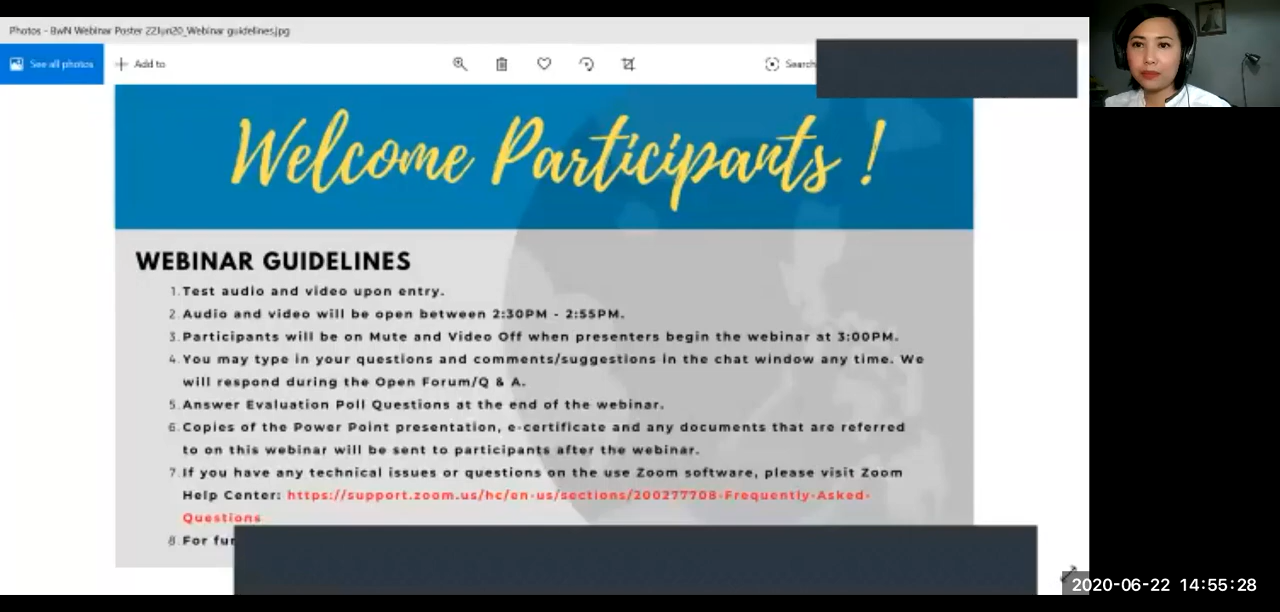 Photos - BwN Webinar Poster 22Jun20_Webinar guidelines.jpg
See all photos
Add to
Search
Welcome Participants !
WEBINAR GUIDELINES
1. Test audio and video upon entry.
2. Audio and video will be open between 2:30PM - 2:55PM.
3. Participants will be on Mute and Video Off when presenters begin the webinar at 3:00PM.
4. You may type in your questions and comments/suggestions in the chat window any time. We
will respond during the Open Forum/Q & A.
5. Answer Evaluation Poll Questions at the end of the webinar.
6. Copies of the Power Point presentation, e-certificate and any documents that are referred
to on this webinar will be sent to participants after the webinar.
7. If you have any technical issues or questions on the use Zoom software, please visit Zoom
Help Center: https://support.zoom.us/hc/en-us/sections/200277708-Frequently-Asked-
Questions
8. For
2020-06-22 14:55:28